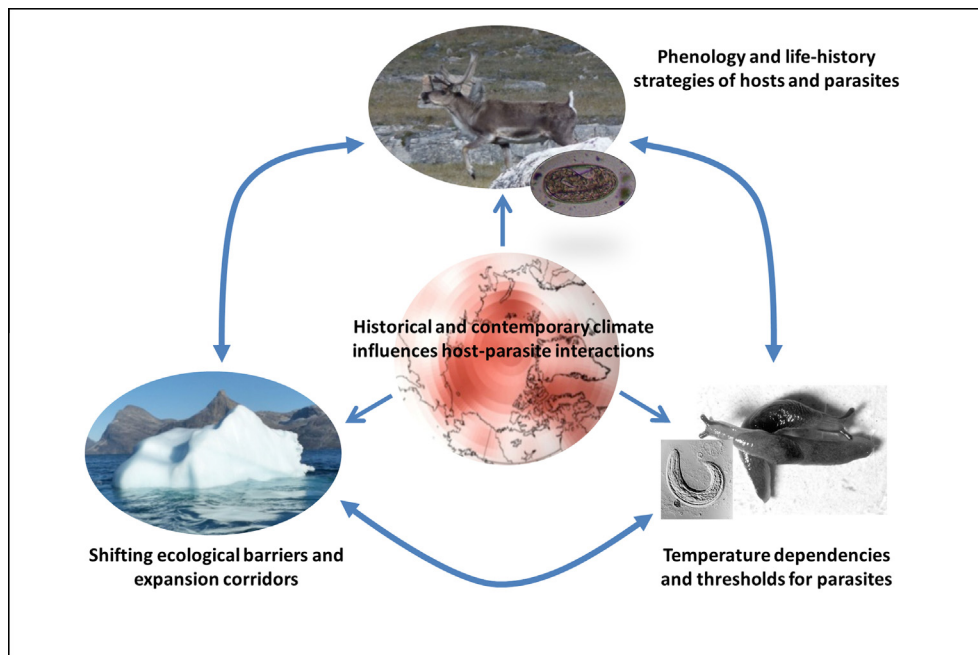 Phenology and life-history
strategies of hosts and parasites
Historical and contemporary climate
influences host-parasite interactions
Shifting ecological barriers and
expansion corridors
Temperature dependencies
and thresholds for parasites